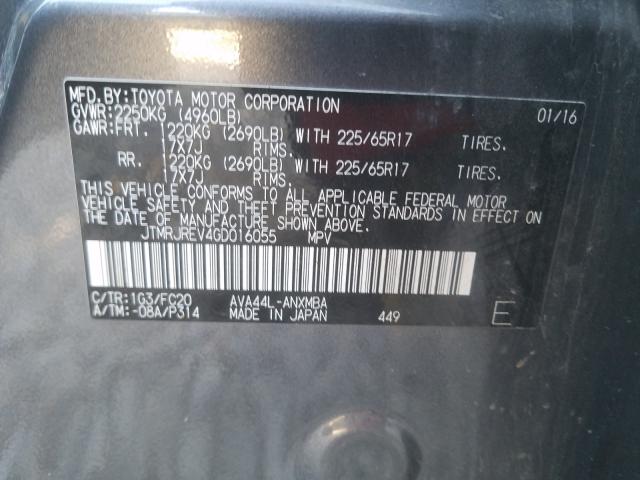 MFD.BY:TOYOTA MOTOR CORPORATION 01/16
GVWR:2250KG (4960LB)
GAWR:FRT. 1220KG (2690LB) WITH 225/65R17 TIRES.
17X7J RIMS.
RR. 1220KG (2690LB) WITH 225/65R17 TIRES.
17X7J RIMS.
THIS VEHICLE CONFORMS TO ALL APPLICABLE FEDERAL MOTOR
VEHICLE SAFETY AND THEFT PREVENTION STANDARDS IN EFFECT ON
THE DATE OF MANUFACTURE SHOWN ABOVE.
JTMRJREV4GD016055 MPV
C/TR:1G3/FC20 AVA44L-ANXMBA
A/TM:-08A/P314 MADE IN JAPAN 449 E